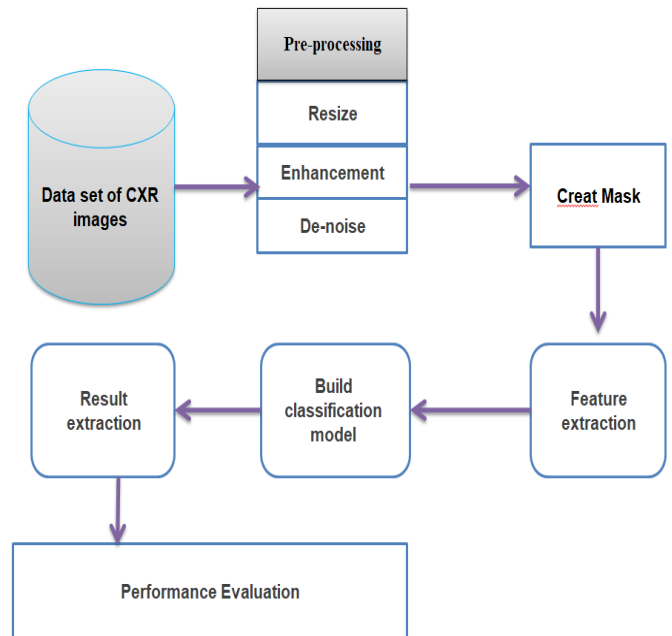 Pre-processing
Resize
Enhancement
De-noise
Data set of CXR
images
Creat Mask
Feature
extraction
Build
classification
model
Result
extraction
Performance Evaluation